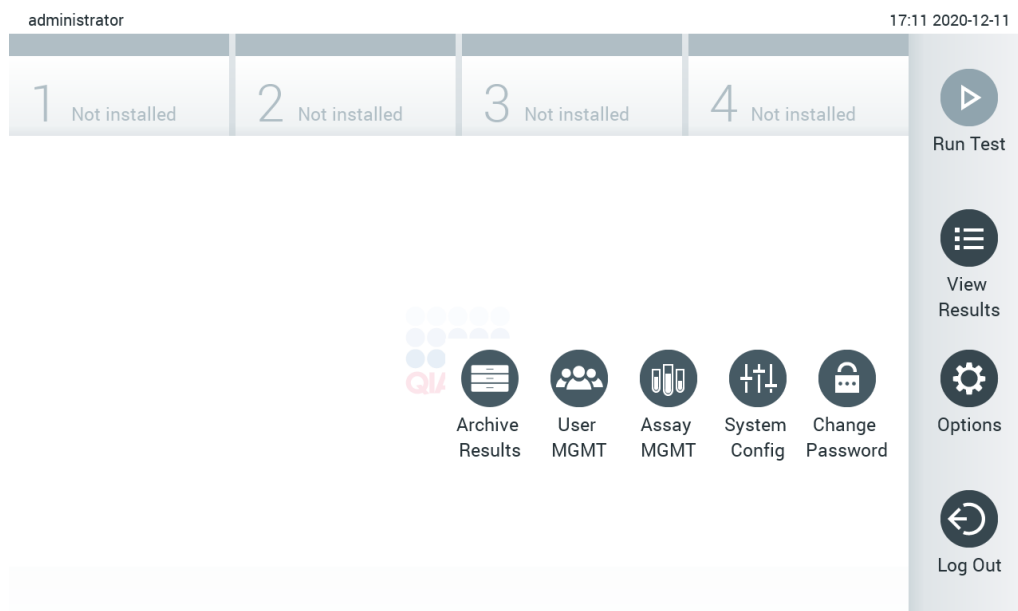 administrator 17:11 2020-12-11
1 Not installed 2 Not installed 3 Not installed 4 Not installed
Run Test
View
Results
Archive User Assay System Change
Results MGMT MGMT Config Password
Options
Log Out